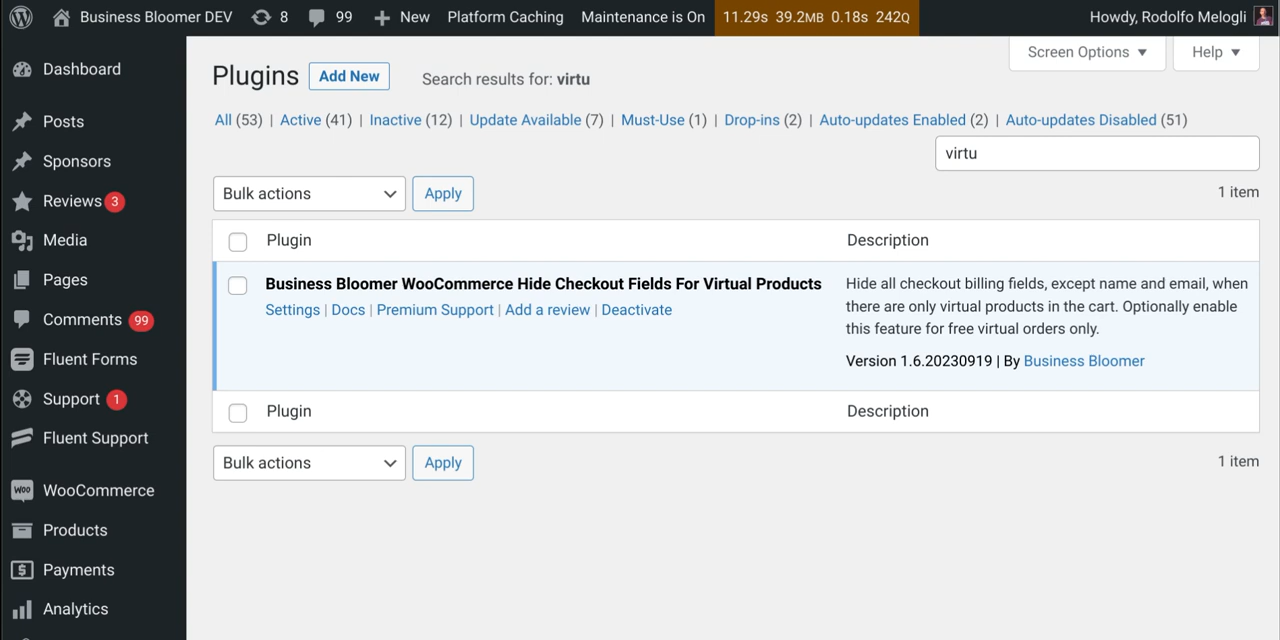 Business Bloomer DEV 8 99 New Platform Caching Maintenance is On 11.29s 39.2MB 0.18s 242Q Howdy, Rodolfo Melogli
Screen Options Help
Dashboard
Posts
Sponsors
Reviews 3
Media
Pages
Comments 99
Fluent Forms
Support 1
Fluent Support
Woo WooCommerce
Products
Payments
Analytics
Plugins Add New Search results for: virtu
All (53) | Active (41) | Inactive (12) | Update Available (7) | Must-Use (1) | Drop-ins (2) | Auto-updates Enabled (2) | Auto-updates Disabled (51)
virtu
Bulk actions Apply 1 item
Plugin Description
Business Bloomer WooCommerce Hide Checkout Fields For Virtual Products
Settings | Docs | Premium Support | Add a review | Deactivate
Hide all checkout billing fields, except name and email, when
there are only virtual products in the cart. Optionally enable
this feature for free virtual orders only.
Version 1.6.20230919 | By Business Bloomer
Plugin Description
Bulk actions Apply 1 item